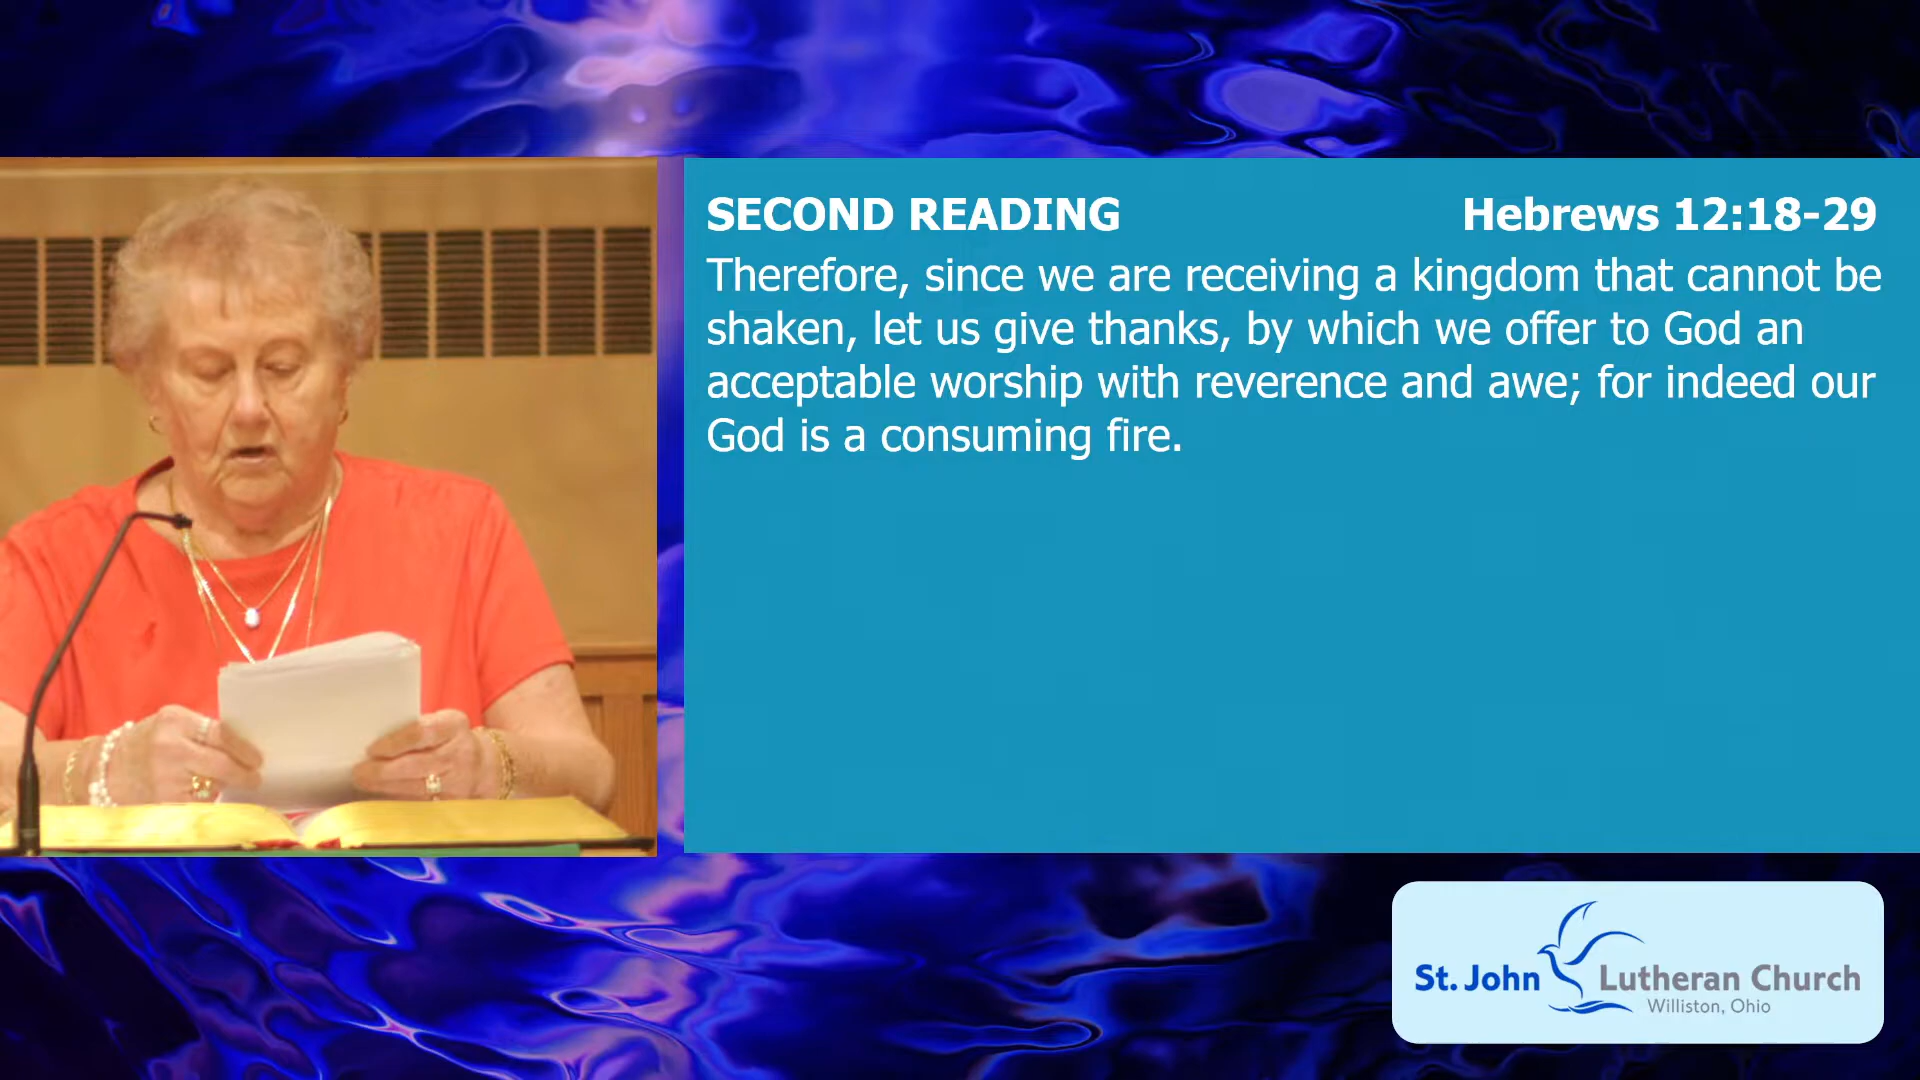 SECOND READING Hebrews 12:18-29
Therefore, since we are receiving a kingdom that cannot be
shaken, let us give thanks, by which we offer to God an
acceptable worship with reverence and awe; for indeed our
God is a consuming fire.
St. John Lutheran Church
Williston, Ohio